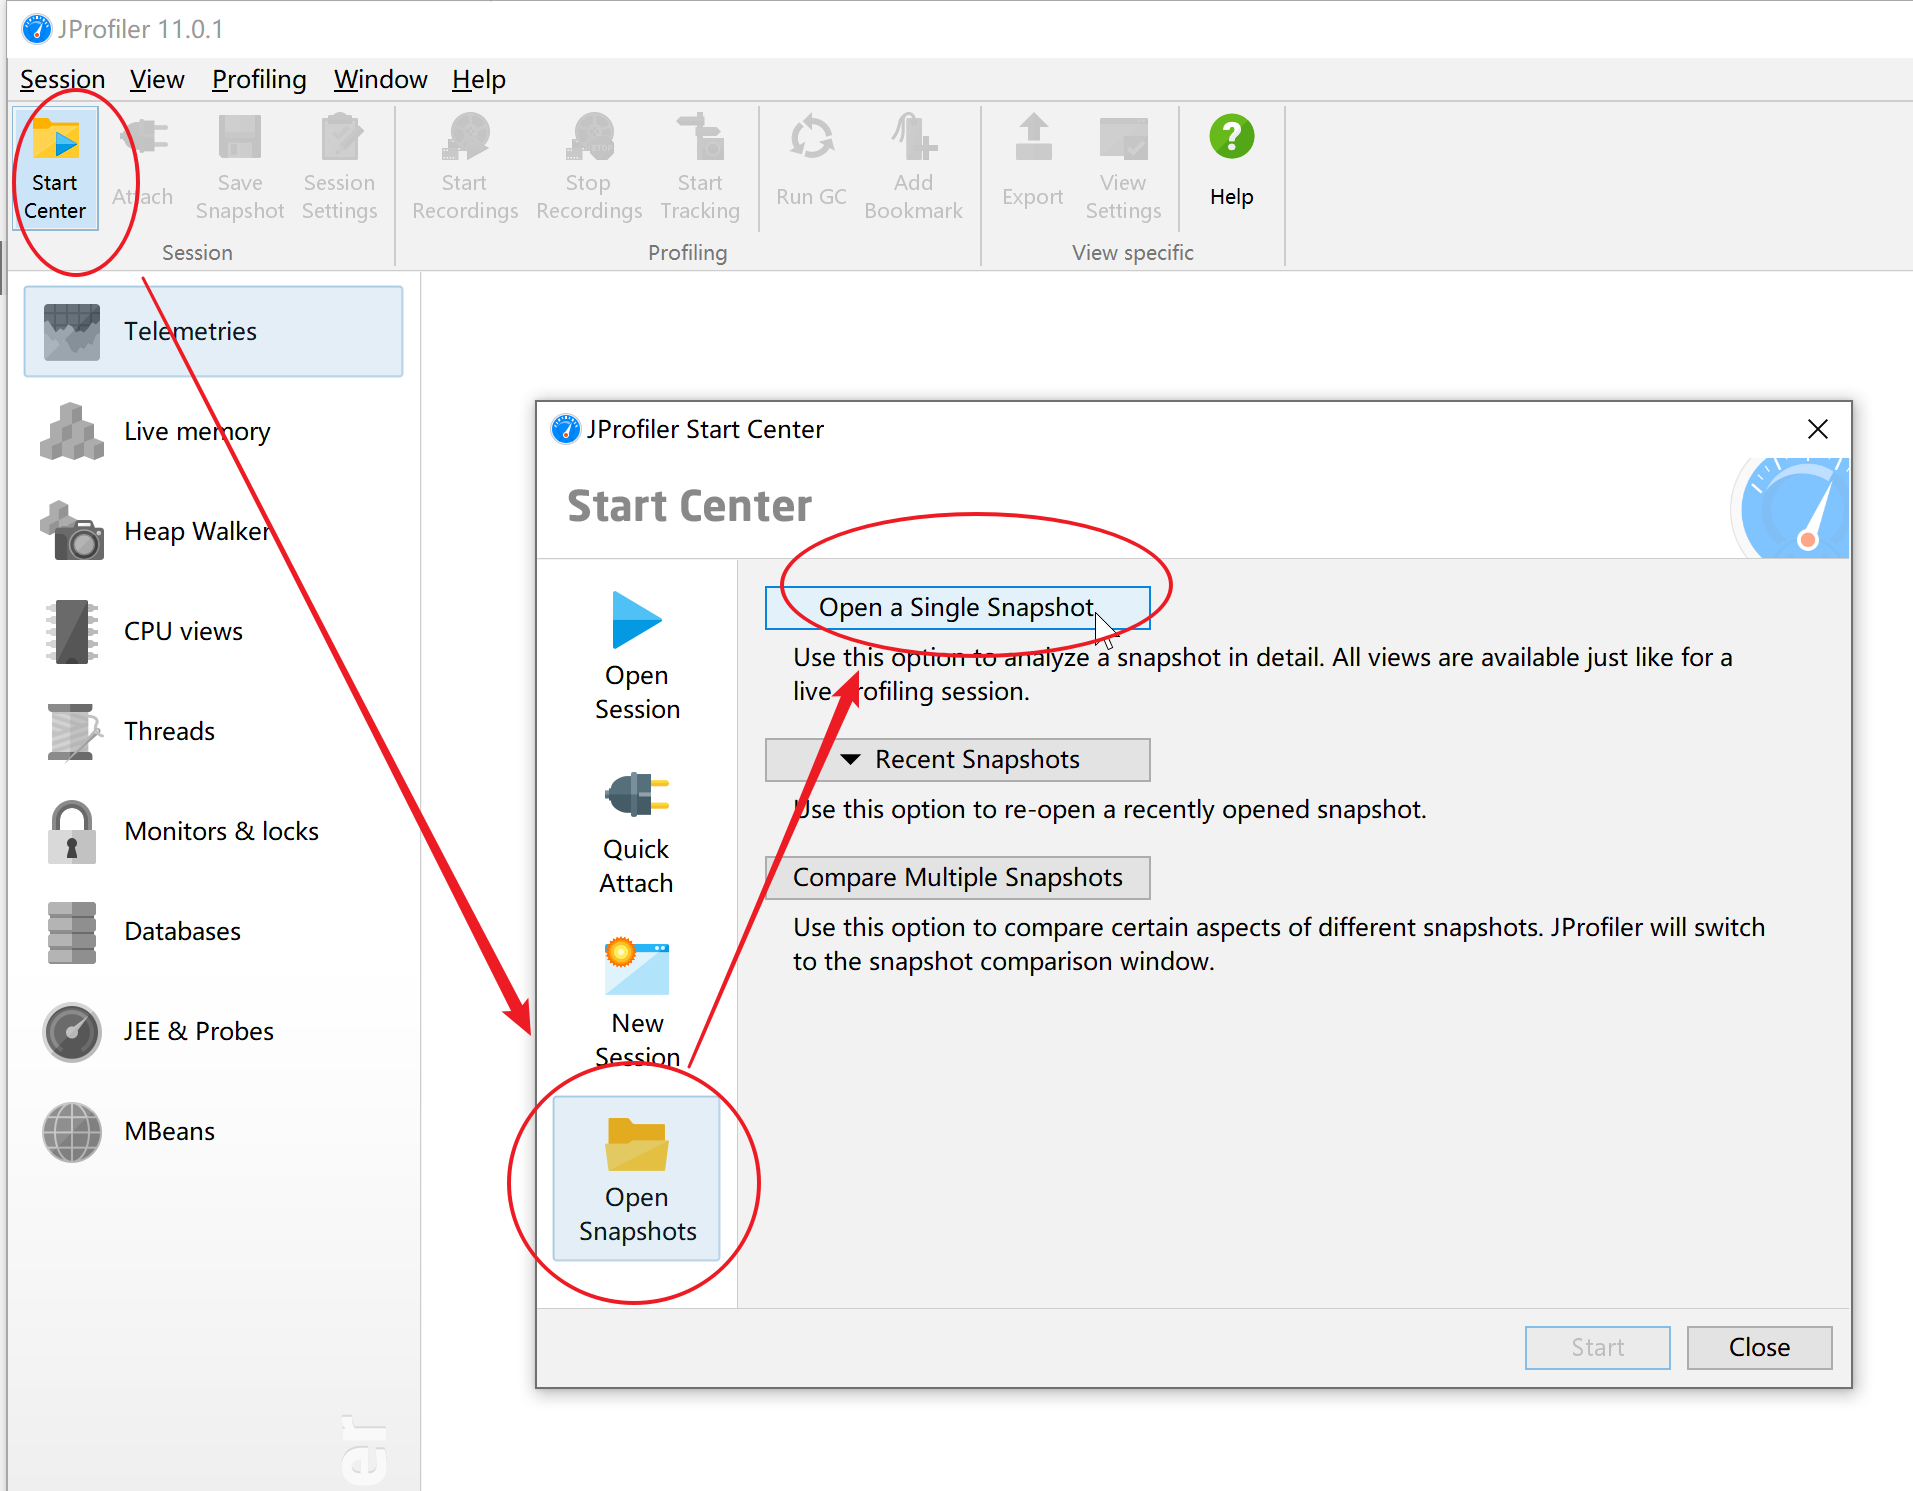 JProfiler 11.0.1
Session View Profiling Window Help
Start Center
Attach
Save Snapshot
Session Settings
Start Recordings
Stop Recordings
Start Tracking
Run GC
Add Bookmark
Export
View Settings
Help
Session
Profiling
View specific
Telemetries
Live memory
Heap Walker
CPU views
Threads
Monitors & locks
Databases
JEE & Probes
MBeans
er
JProfiler Start Center
Start Center
Open
Session
Quick
Attach
New
Session
Open
Snapshots
Open a Single Snapshot
Use this option to analyze a snapshot in detail. All views are available just like for a
live profiling session.
Recent Snapshots
Use this option to re-open a recently opened snapshot.
Compare Multiple Snapshots
Use this option to compare certain aspects of different snapshots. JProfiler will switch
to the snapshot comparison window.
Start
Close